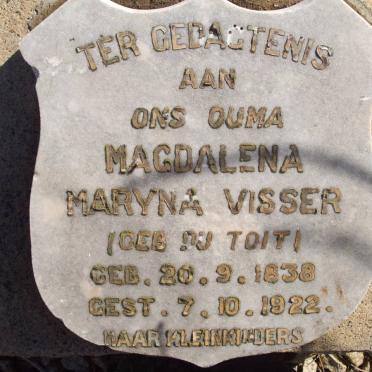 TER GEDAGTENIS
AAN
ONS OUMA
MAGDALENA
MARYNA VISSER
(GEB DU TOIT)
GEB. 20. 9. 1838
GEST. 7. 10. 1922.
HAAR KLEINKINDERS